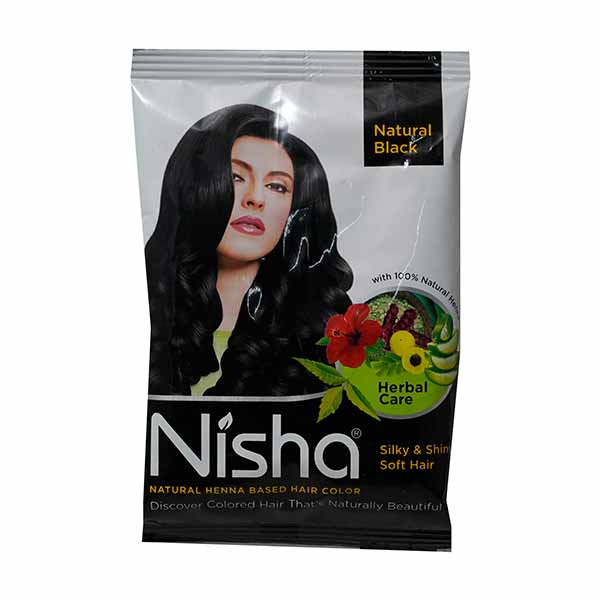 Natural
Black
with 100% Natural
Herbal
Care
Nisha®
Silky &
Soft Hair
NATURAL HENNA BASED HAIR COLOR
Discover Colored Hair That's Naturally Beautiful